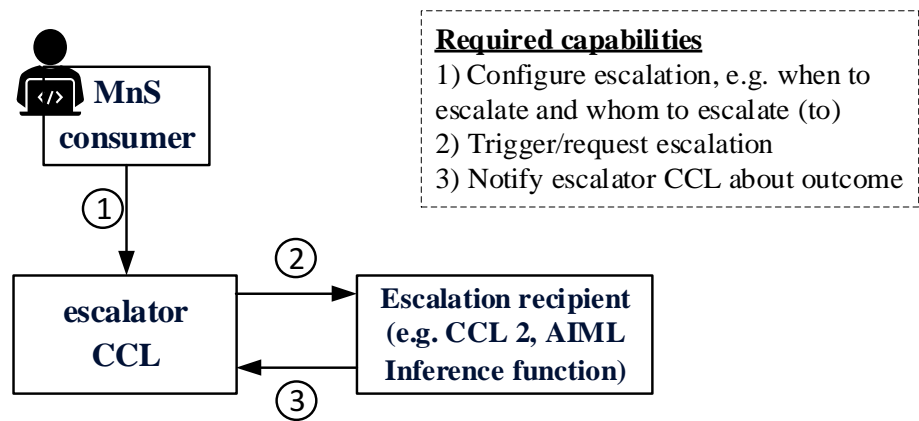 MnS
consumer
Required capabilities
1) Configure escalation, e.g. when to
escalate and whom to escalate (to)
2) Trigger/request escalation
3) Notify escalator CCL about outcome
1
2
escalator
CCL
Escalation recipient
(e.g. CCL 2, AIML
Inference function)
3